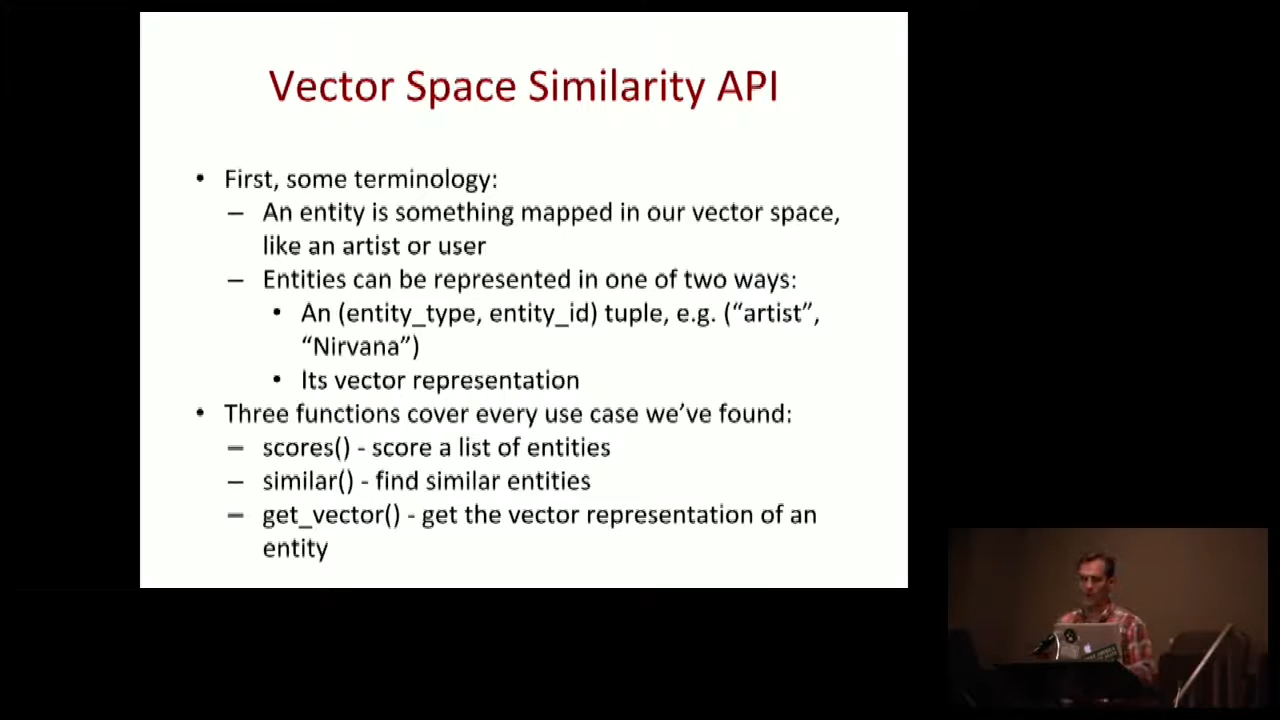 Vector Space Similarity API
• First, some terminology:
– An entity is something mapped in our vector space,
like an artist or user
– Entities can be represented in one of two ways:
• An (entity_type, entity_id) tuple, e.g. (“artist”,
“Nirvana”)
• Its vector representation
• Three functions cover every use case we’ve found:
– scores() - score a list of entities
– similar() - find similar entities
– get_vector() - get the vector representation of an
entity